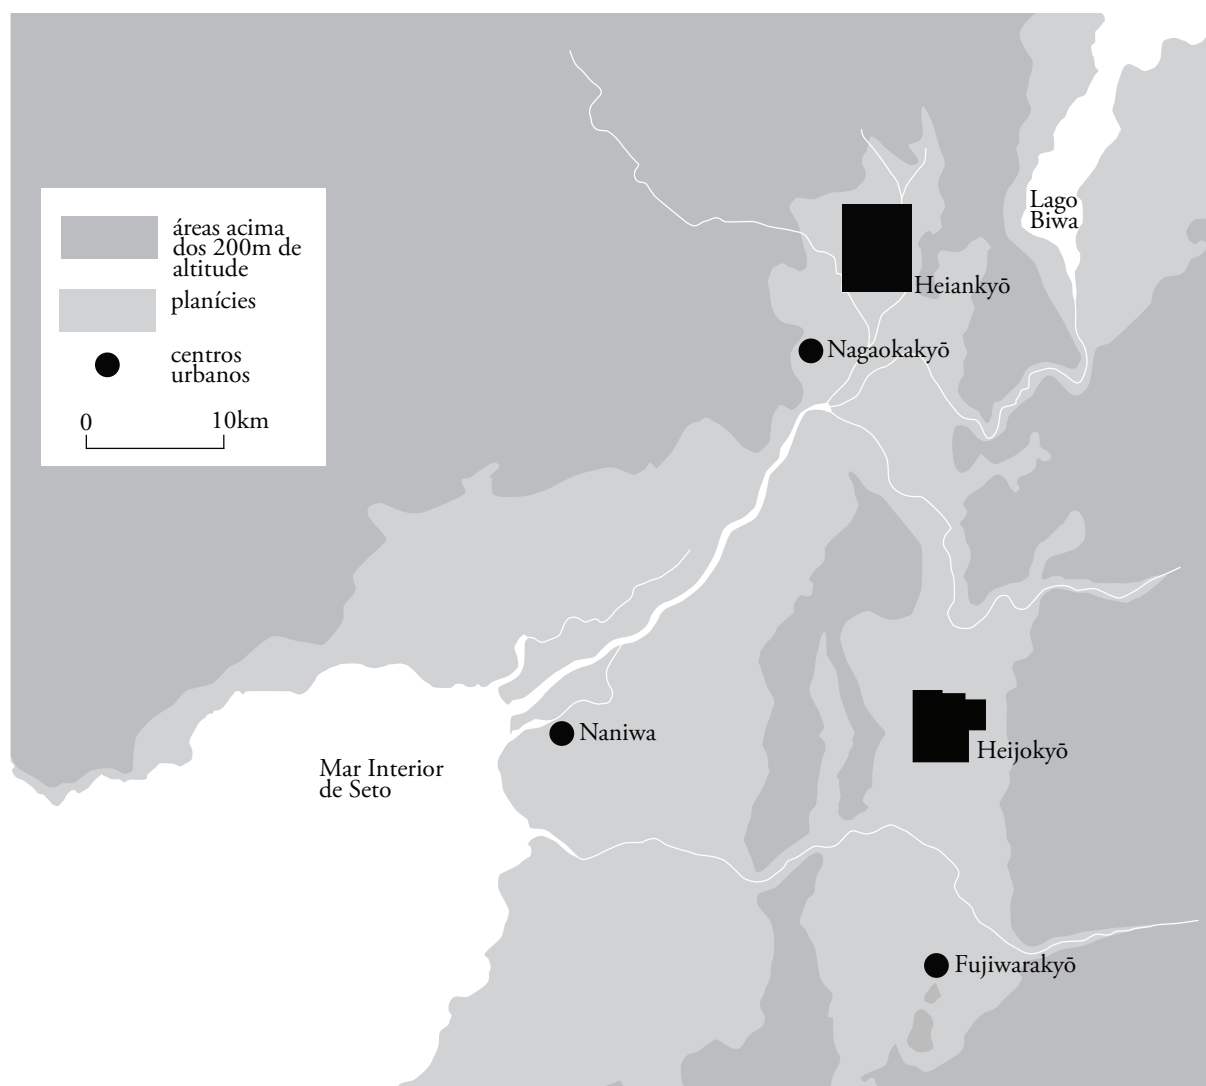 áreas acima
dos 200m de
altitude
planícies
centros
urbanos
0 10km
Lago
Biwa
Heiankyō
Nagaokakyō
Naniwa
Heijokyō
Mar Interior
de Seto
Fujiwarakyō